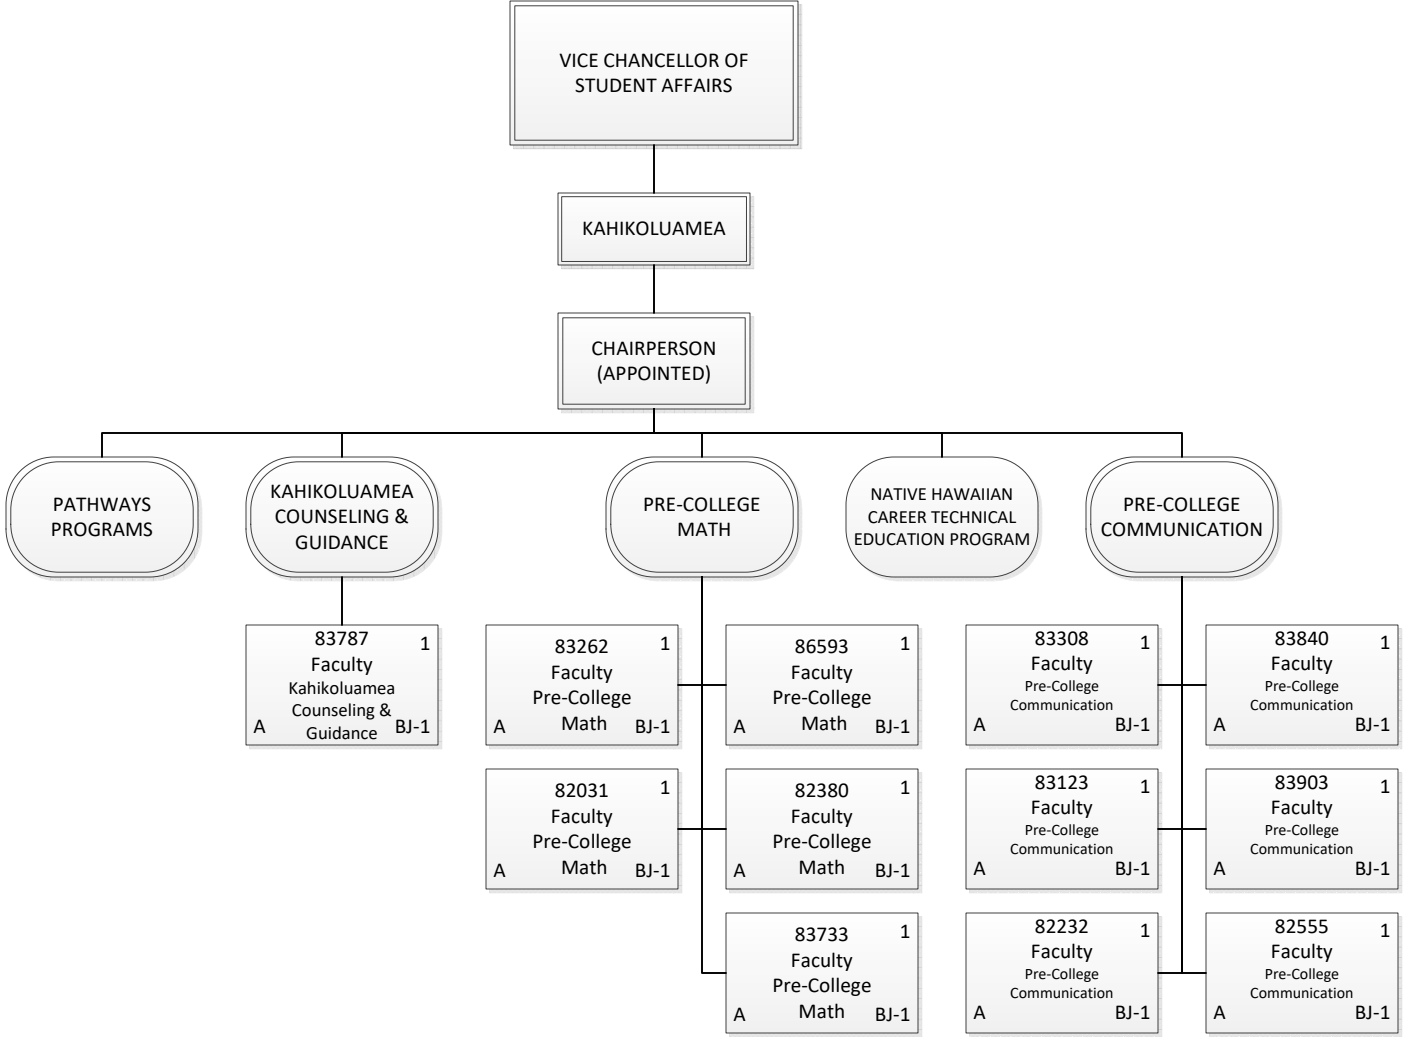 VICE CHANCELLOR OF
STUDENT AFFAIRS
KAHIKOLUAMEA
CHAIRPERSON
(APPOINTED)
PATHWAYS
PROGRAMS
KAHIKOLUAMEA
COUNSELING &
GUIDANCE
PRE-COLLEGE
MATH
NATIVE HAWAIIAN
CAREER TECHNICAL
EDUCATION PROGRAM
PRE-COLLEGE
COMMUNICATION
83787 1
Faculty
Kahikoluamea
Counseling &
A Guidance BJ-1
83262 1
Faculty
Pre-College
A Math BJ-1
86593 1
Faculty
Pre-College
A Math BJ-1
83308 1
Faculty
Pre-College
Communication
A BJ-1
83840 1
Faculty
Pre-College
Communication
A BJ-1
82031 1
Faculty
Pre-College
A Math BJ-1
82380 1
Faculty
Pre-College
A Math BJ-1
83123 1
Faculty
Pre-College
Communication
A BJ-1
83903 1
Faculty
Pre-College
Communication
A BJ-1
83733 1
Faculty
Pre-College
A Math BJ-1
82232 1
Faculty
Pre-College
Communication
A BJ-1
82555 1
Faculty
Pre-College
Communication
A BJ-1